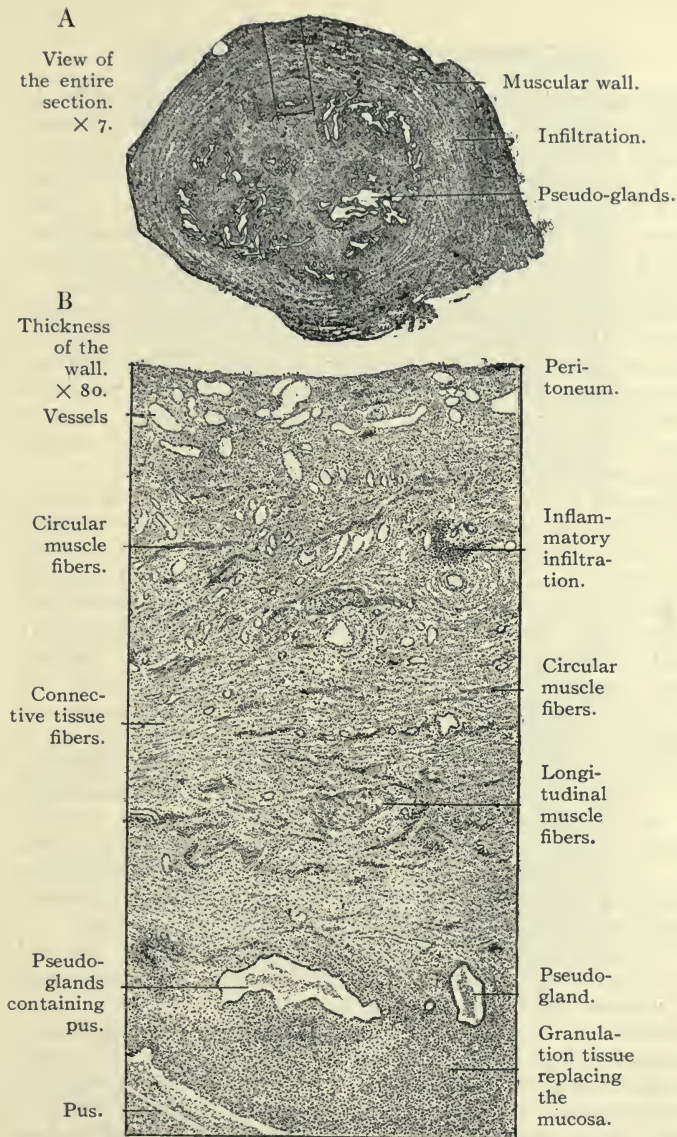 A
View of
the entire
section.
× 7.
Muscular wall.
Infiltration.
Pseudo-glands.
B
Thickness
of the
wall.
× 80.
Vessels
Circular
muscle
fibers.
Connec-
tive tissue
fibers.
Pseudo-
glands
containing
pus.
Pus.
Peri-
toneum.
Inflam-
matory
infiltra-
tion.
Circular
muscle
fibers.
Longi-
tudinal
muscle
fibers.
Pseudo-
gland.
Granula-
tion tissue
replacing
the
mucosa.